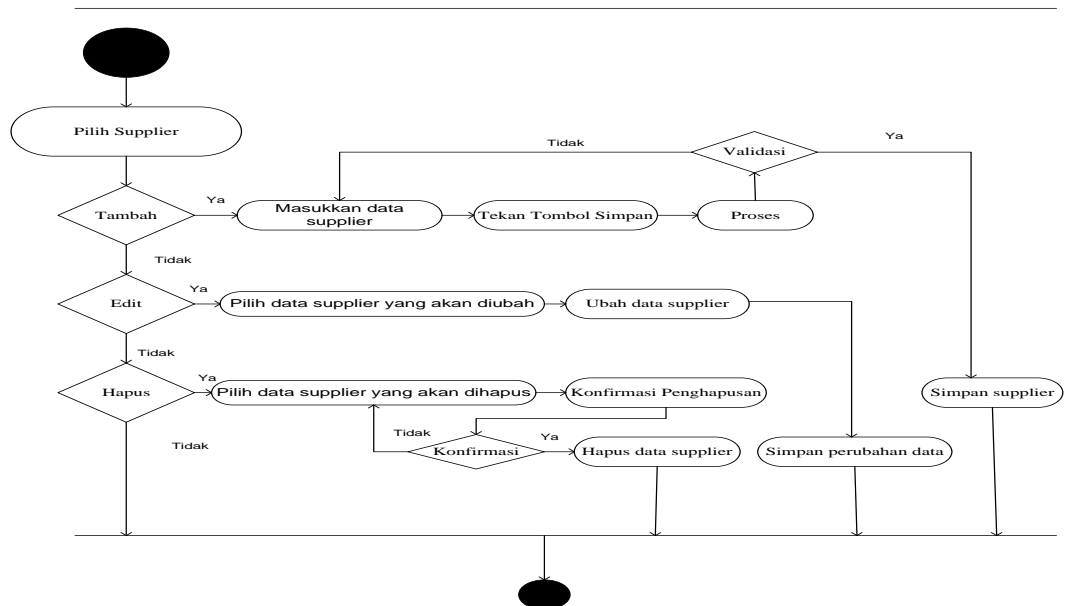 Pilih Supplier
Tidak
Validasi
Ya
Tambah
Ya
Masukkan data
supplier
Tekan Tombol Simpan
Proses
Tidak
Edit
Ya
Pilih data supplier yang akan diubah
Ubah data supplier
Tidak
Hapus
Ya
Pilih data supplier yang akan dihapus
Konfirmasi Penghapusan
Simpan supplier
Tidak
Tidak
Konfirmasi
Ya
Hapus data supplier
Simpan perubahan data